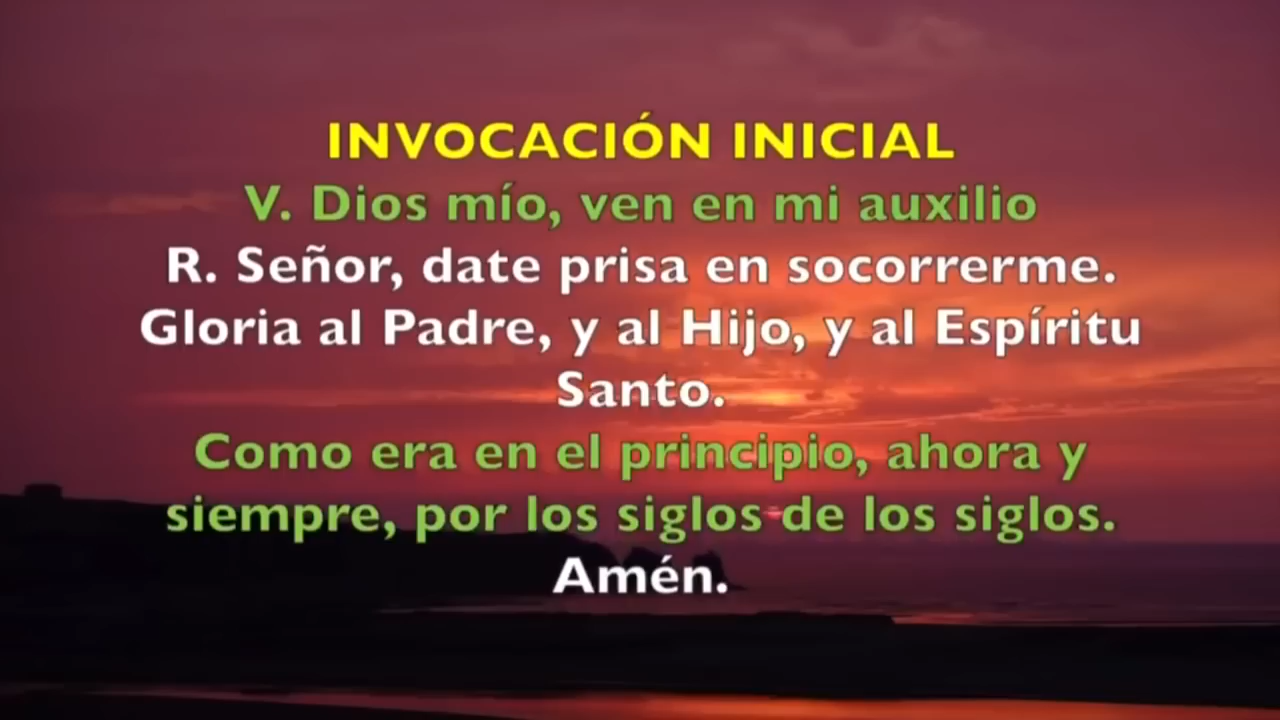 INVOCACIÓN INICIAL
V. Dios mío, ven en mi auxilio
R. Señor, date prisa en socorrerme.
Gloria al Padre, y al Hijo, y al Espíritu
Santo.
Como era en el principio, ahora y
siempre, por los siglos de los siglos.
Amén.